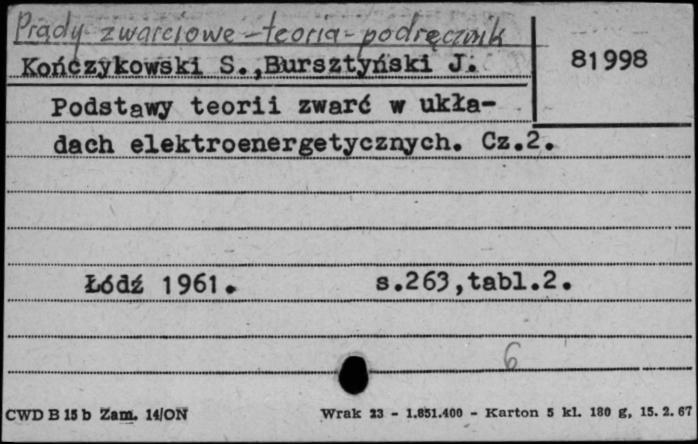 Prądy zwarciowe - teoria - podręcznik
Kończykowski S.,Bursztyński J.
81998
Podstawy teorii zwarć w ukła-
dach elektroenergetycznych. Cz.2.
Łódź 1961.
s.263,tabl.2.
6
CWD B 15 b Zam. 14/ON
Wrak 23 - 1.851.400 - Karton 5 kl. 180 g, 15. 2. 67